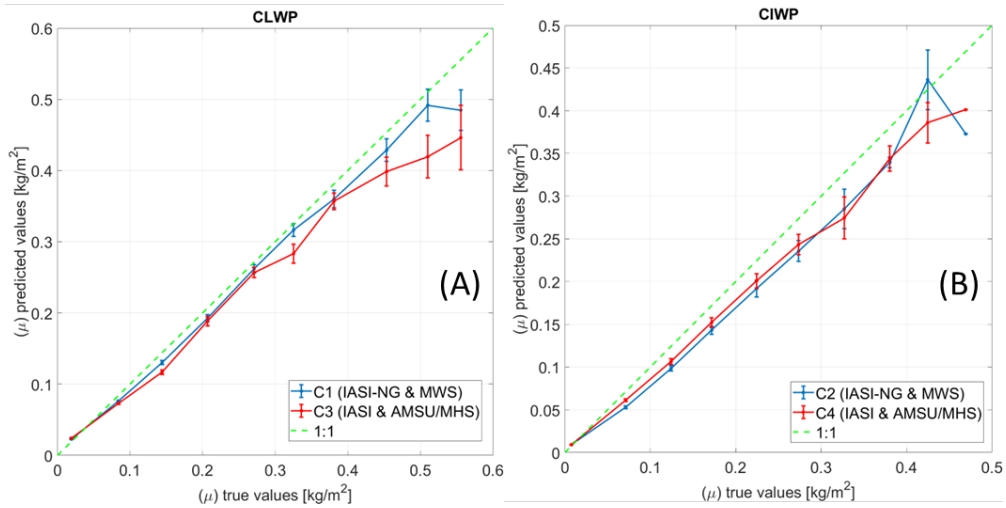 CLWP
0.6
0.5
0.4
0.3
0.2
0.1
0
0
0.1
0.2
0.3
0.4
0.5
0.6
(μ) predicted values [kg/m²]
(μ) true values [kg/m²]
(A)
C1 (IASI-NG & MWS)
C3 (IASI & AMSU/MHS)
1:1
CIWP
0.5
0.45
0.4
0.35
0.3
0.25
0.2
0.15
0.1
0.05
0
0
0.1
0.2
0.3
0.4
0.5
(μ) predicted values [kg/m²]
(μ) true values [kg/m²]
(B)
C2 (IASI-NG & MWS)
C4 (IASI & AMSU/MHS)
1:1